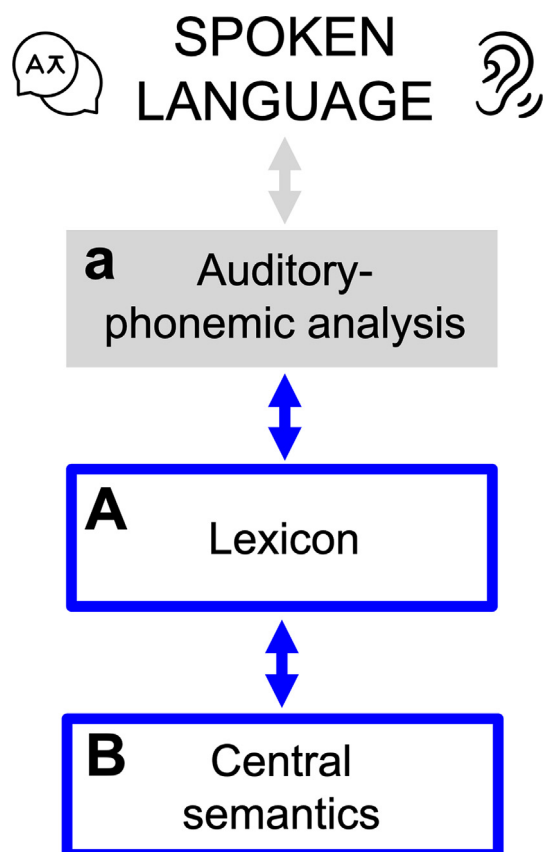 SPOKEN
LANGUAGE
a
Auditory-
phonemic analysis
A
Lexicon
B
Central
semantics